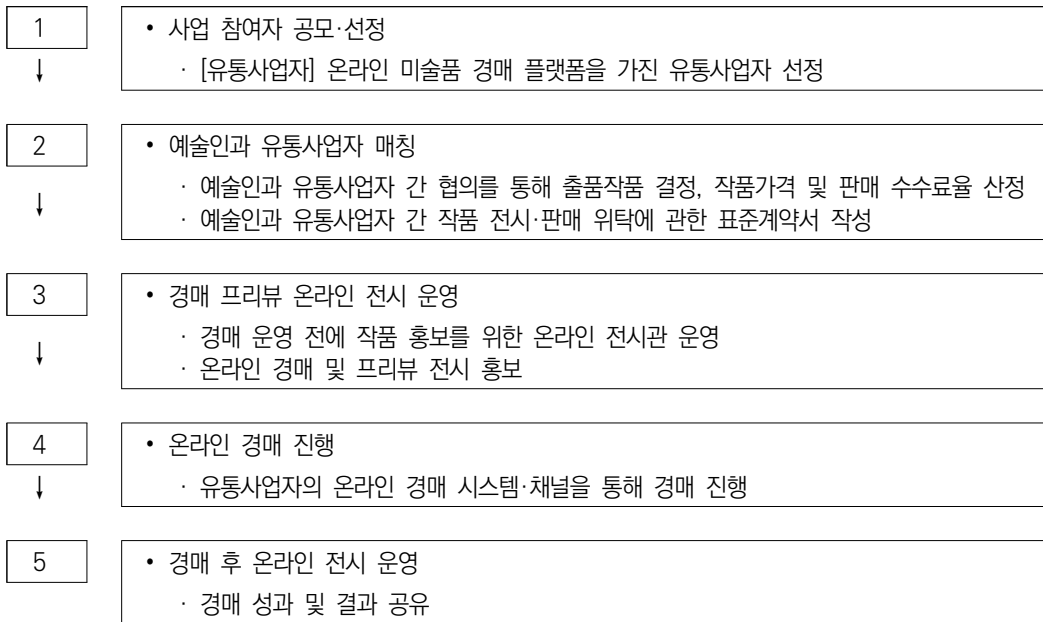 1
• 사업 참여자 공모·선정
· [유통사업자] 온라인 미술품 경매 플랫폼을 가진 유통사업자 선정
↓
2
• 예술인과 유통사업자 매칭
· 예술인과 유통사업자 간 협의를 통해 출품작품 결정, 작품가격 및 판매 수수료율 산정
· 예술인과 유통사업자 간 작품 전시·판매 위탁에 관한 표준계약서 작성
↓
3
• 경매 프리뷰 온라인 전시 운영
· 경매 운영 전에 작품 홍보를 위한 온라인 전시관 운영
· 온라인 경매 및 프리뷰 전시 홍보
↓
4
• 온라인 경매 진행
· 유통사업자의 온라인 경매 시스템·채널을 통해 경매 진행
↓
5
• 경매 후 온라인 전시 운영
· 경매 성과 및 결과 공유